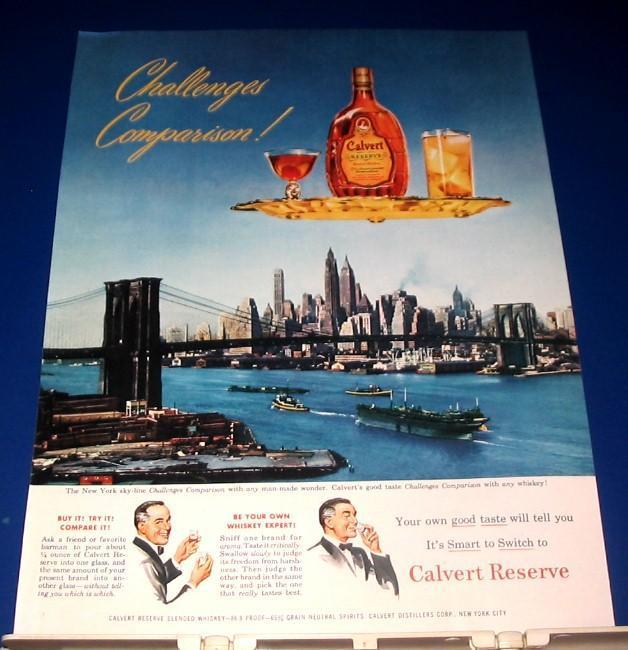 Challenges
Comparison!
Calvert
RESERVE
The New York sky-line Challenges Comparison with any man-made wonder. Calvert's good taste Challenges Comparison with any whiskey!
BUY IT! TRY IT!
COMPARE IT!
Ask a friend or favorite
barman to pour about
¼ ounce of Calvert Re-
serve into one glass, and
the same amount of your
present brand into an-
other glass—without tell-
ing you which is which.
BE YOUR OWN
WHISKEY EXPERT!
Sniff one brand for
aroma. Taste it critically.
Swallow slowly to judge
its freedom from harsh-
ness. Then judge the
other brand in the same
way, and pick the one
that really tastes best.
Your own good taste will tell you
It's Smart to Switch to
Calvert Reserve
CALVERT RESERVE BLENDED WHISKEY—86.8 PROOF—65% GRAIN NEUTRAL SPIRITS. CALVERT DISTILLERS CORP., NEW YORK CITY